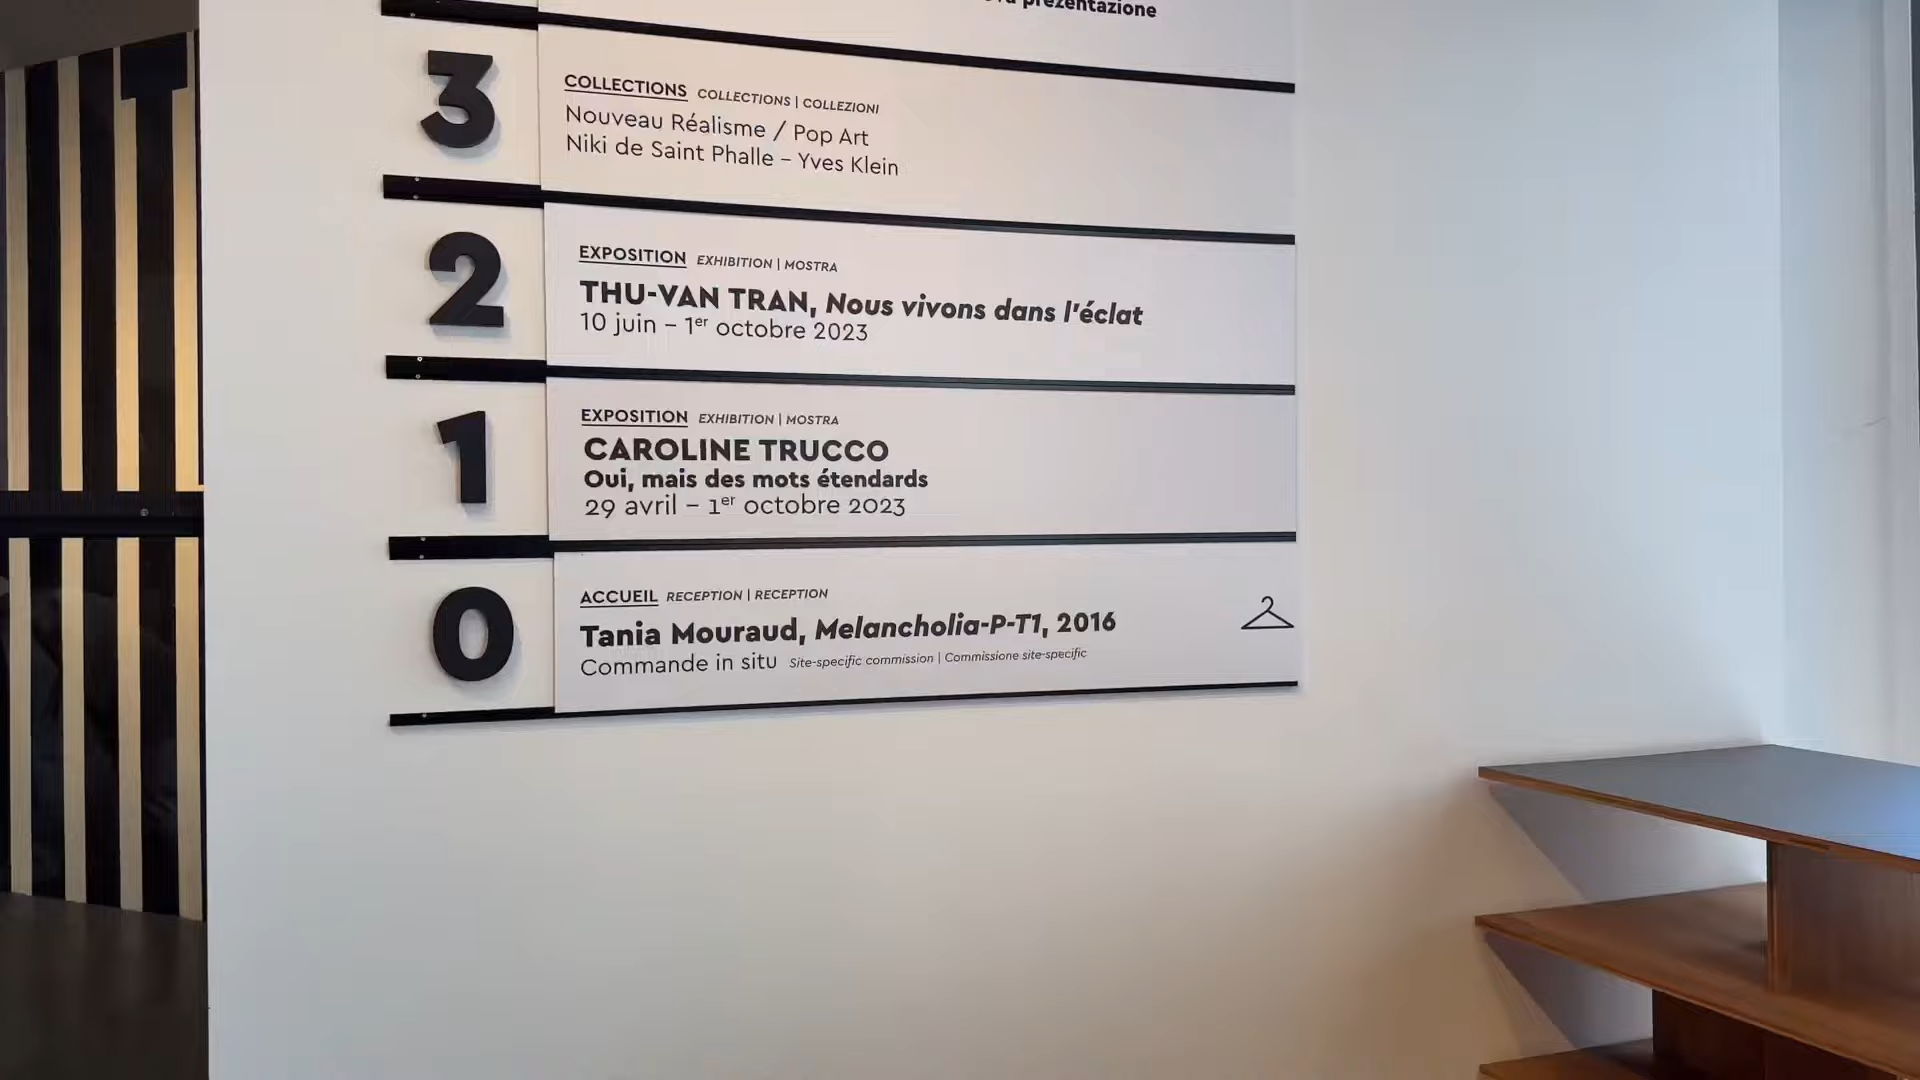 prezentazione
3
COLLECTIONS COLLECTIONS | COLLEZIONI
Nouveau Réalisme / Pop Art
Niki de Saint Phalle – Yves Klein
2
EXPOSITION EXHIBITION | MOSTRA
THU-VAN TRAN, Nous vivons dans l'éclat
10 juin – 1er octobre 2023
1
EXPOSITION EXHIBITION | MOSTRA
CAROLINE TRUCCO
Oui, mais des mots étendards
29 avril – 1er octobre 2023
0
ACCUEIL RECEPTION | RECEPTION
Tania Mouraud, Melancholia-P-T1, 2016
Commande in situ Site-specific commission | Commissione site-specific